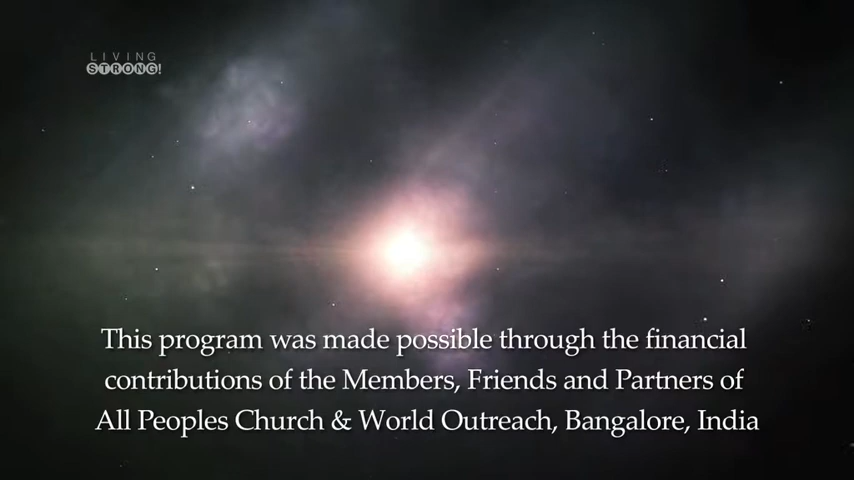 LIVING
STRONG!
This program was made possible through the financial
contributions of the Members, Friends and Partners of
All Peoples Church & World Outreach, Bangalore, India